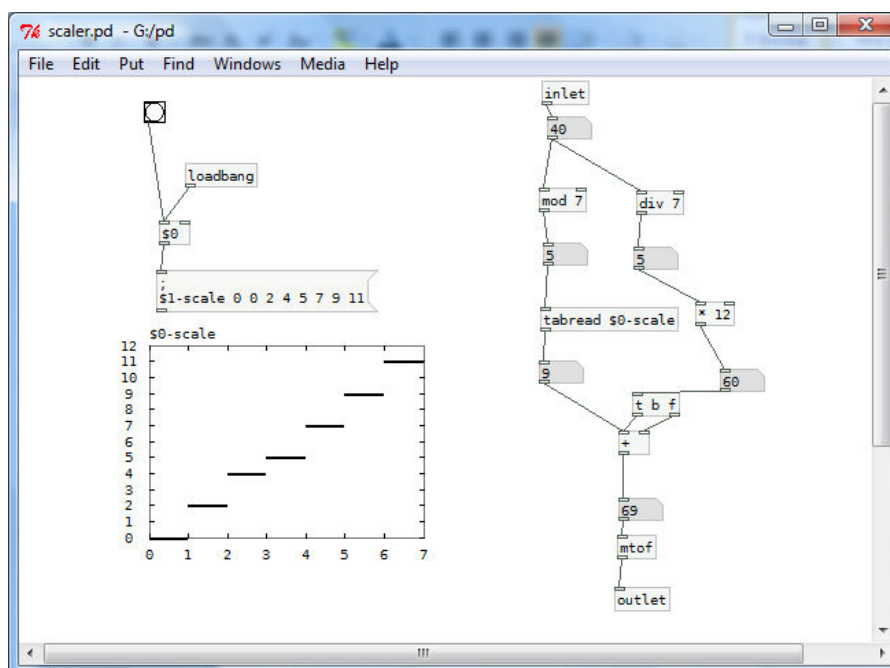 scaler.pd - G:/pd
File Edit Put Find Windows Media Help
loadbang
$0
;
$1-scale 0 0 2 4 5 7 9 11
$0-scale
12
11
10
9
8
7
6
5
4
3
2
1
0
0 1 2 3 4 5 6 7
inlet
40
mod 7
div 7
5
5
tabread $0-scale
* 12
9
60
t b f
+
69
mtof
outlet